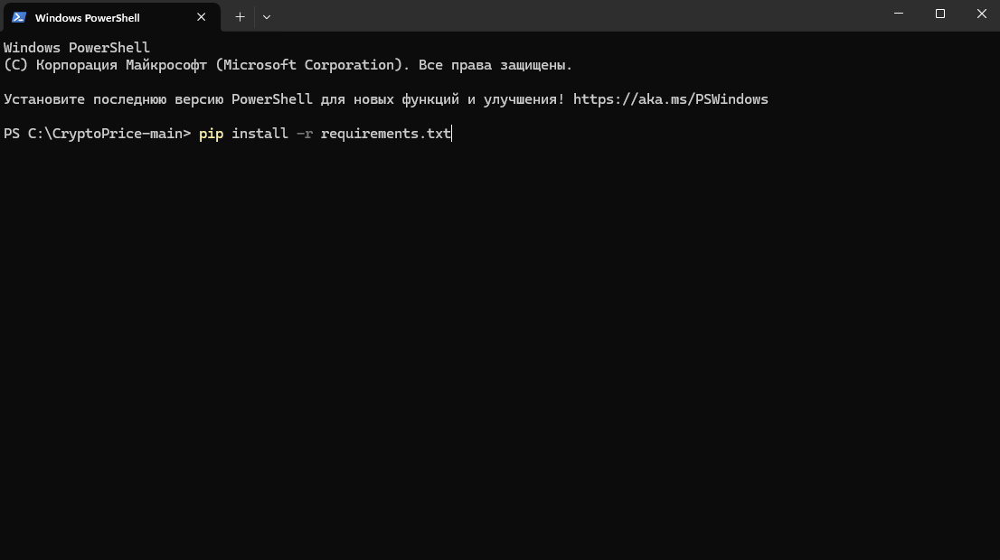 Windows PowerShell
Windows PowerShell
(C) Корпорация Майкрософт (Microsoft Corporation). Все права защищены.
Установите последнюю версию PowerShell для новых функций и улучшения! https://aka.ms/PSWindows
PS C:\CryptoPrice-main> pip install -r requirements.txt